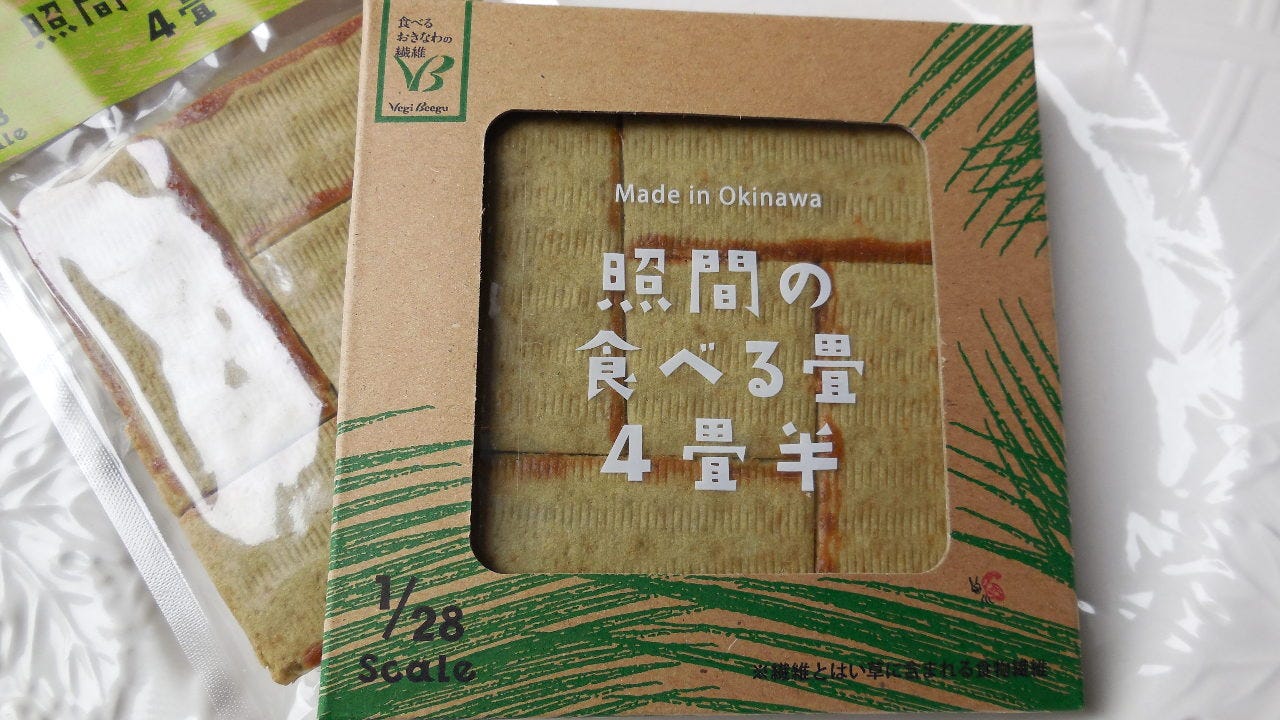 照間
4畳
ale
食べる
おきなわの
繊維
VB
Vegi Beegu
Made in Okinawa
照間の
食べる畳
4畳半
1/28
Scale
※繊維とはい草に含まれる食物繊維